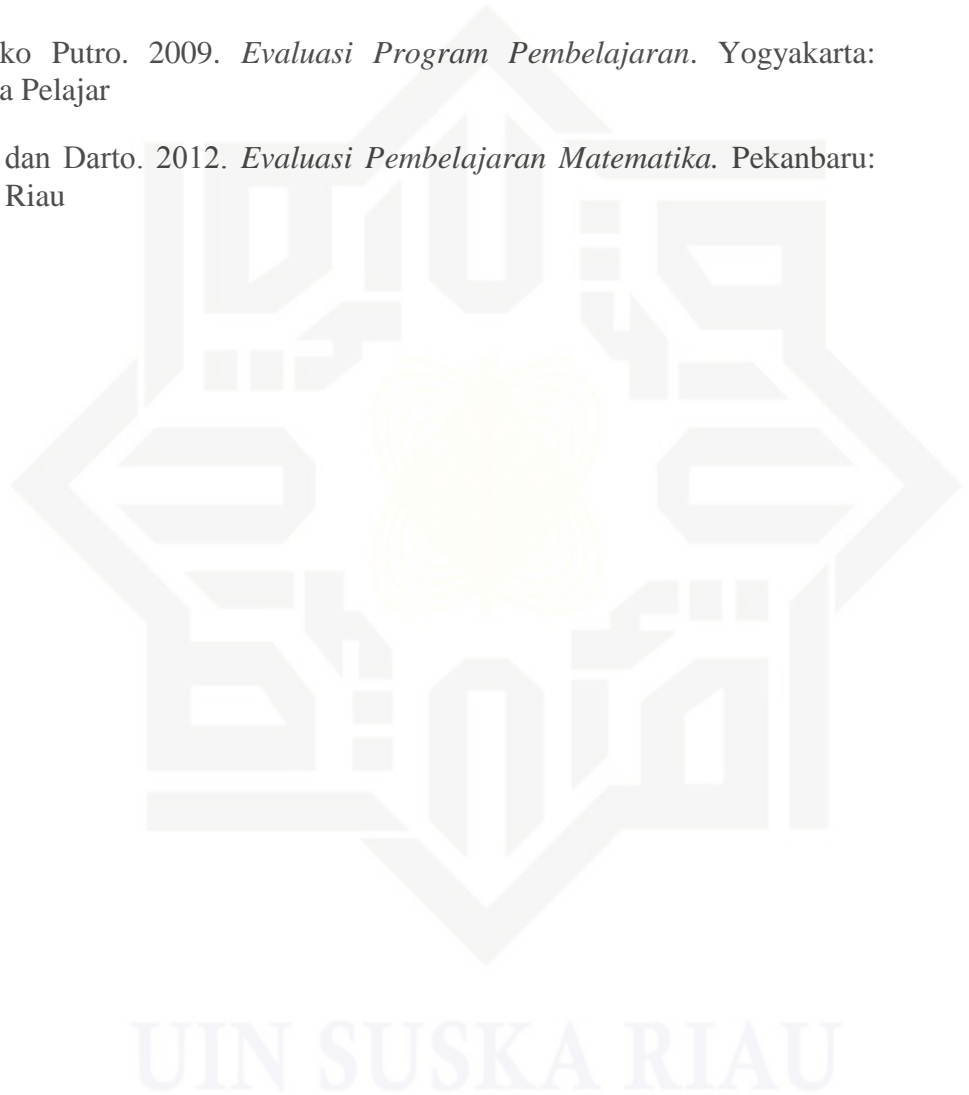 ko Putro. 2009. Evaluasi Program Pembelajaran. Yogyakarta:
a Pelajar
dan Darto. 2012. Evaluasi Pembelajaran Matematika. Pekanbaru:
Riau
UIN SUSKA RIAU